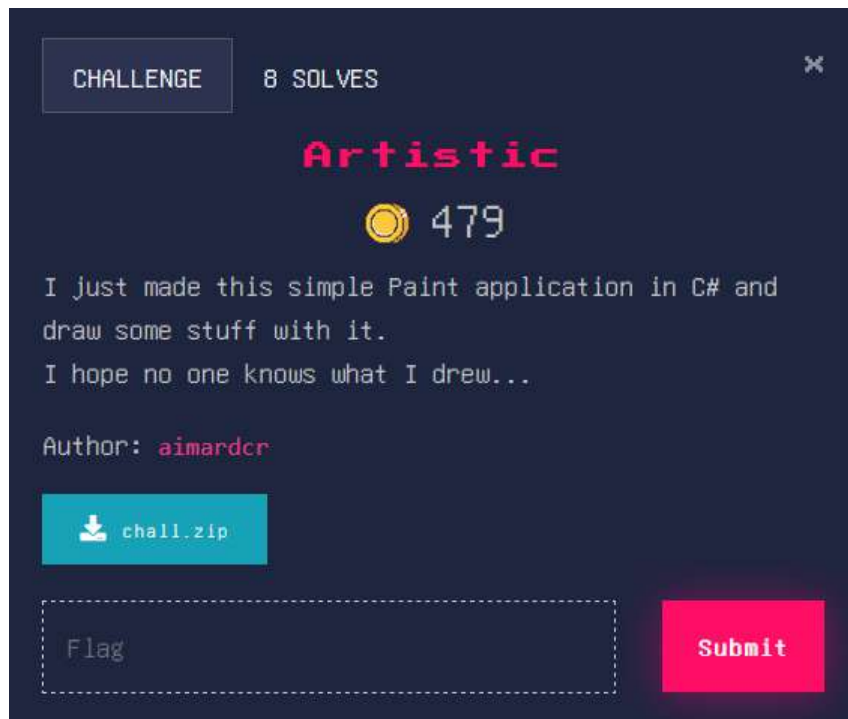 CHALLENGE 8 SOLVES ×
Artistic
479
I just made this simple Paint application in C# and
draw some stuff with it.
I hope no one knows what I drew...
Author: aimardcr
chall.zip
Flag Submit